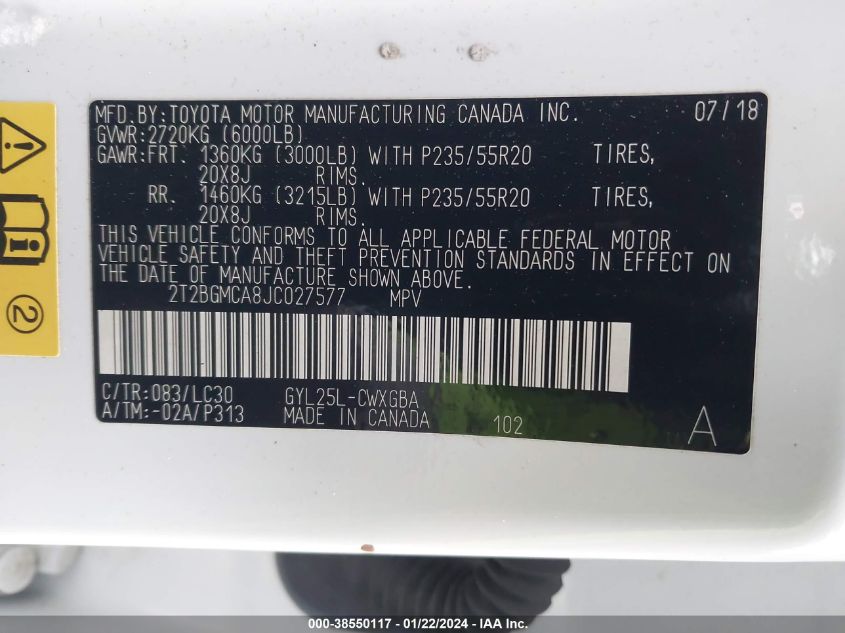 MFD.BY:TOYOTA MOTOR MANUFACTURING CANADA INC. 07/18
GVWR:2720KG (6000LB)
GAWR:FRT. 1360KG (3000LB) WITH P235/55R20 TIRES,
20X8J RIMS.
RR. 1460KG (3215LB) WITH P235/55R20 TIRES,
20X8J RIMS.
THIS VEHICLE CONFORMS TO ALL APPLICABLE FEDERAL MOTOR
VEHICLE SAFETY AND THEFT PREVENTION STANDARDS IN EFFECT ON
THE DATE OF MANUFACTURE SHOWN ABOVE.
2T2BGMCA8JC027577 MPV
C/TR:083/LC30 GYL25L-CWXGBA
A/TM:-02A/P313 MADE IN CANADA 102 A
2
000-38550117 - 01/22/2024 - IAA Inc.